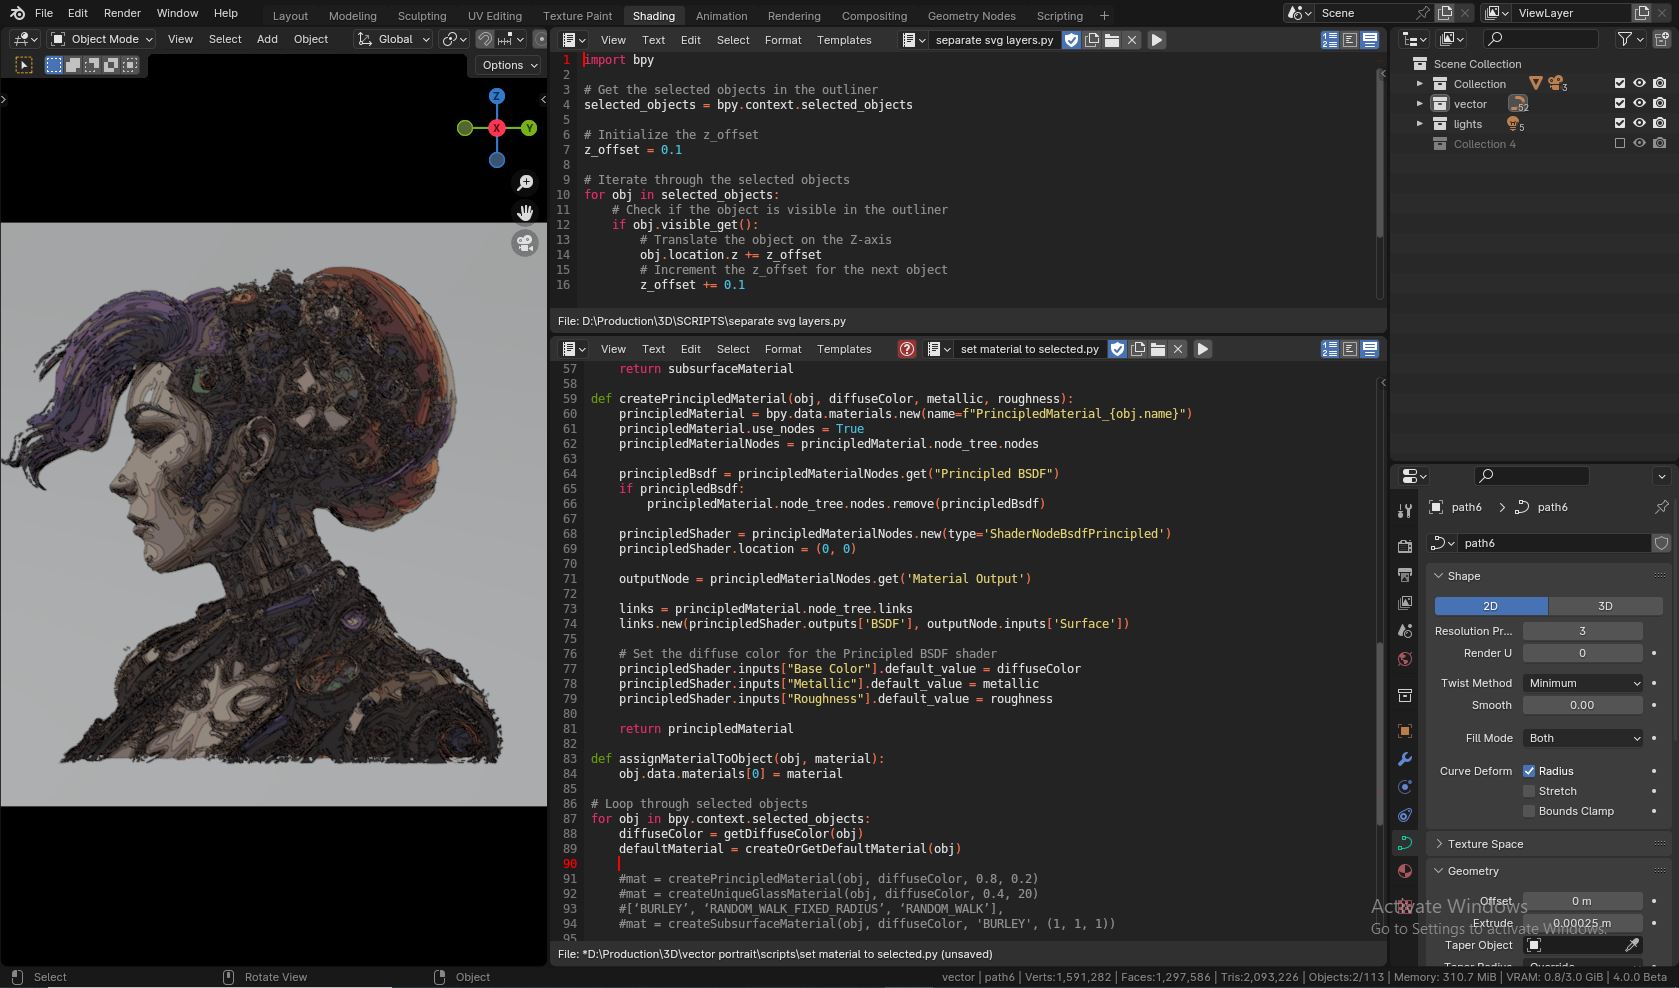 File Edit Render Window Help Layout Modeling Sculpting UV Editing Texture Paint Shading Animation Rendering Compositing Geometry Nodes Scripting + Scene ViewLayer
Object Mode View Select Add Object Global
Options
Z
X
Y
View Text Edit Select Format Templates separate svg layers.py
1 import bpy
2
3 # Get the selected objects in the outliner
4 selected_objects = bpy.context.selected_objects
5
6 # Initialize the z_offset
7 z_offset = 0.1
8
9 # Iterate through the selected objects
10 for obj in selected_objects:
11 # Check if the object is visible in the outliner
12 if obj.visible_get():
13 # Translate the object on the Z-axis
14 obj.location.z += z_offset
15 # Increment the z_offset for the next object
16 z_offset += 0.1
File: D:\Production\3D\SCRIPTS\separate svg layers.py
View Text Edit Select Format Templates set material to selected.py
57 return subsurfaceMaterial
58
59 def createPrincipledMaterial(obj, diffuseColor, metallic, roughness):
60 principledMaterial = bpy.data.materials.new(name=f"PrincipledMaterial_{obj.name}")
61 principledMaterial.use_nodes = True
62 principledMaterialNodes = principledMaterial.node_tree.nodes
63
64 principledBsdf = principledMaterialNodes.get("Principled BSDF")
65 if principledBsdf:
66 principledMaterial.node_tree.nodes.remove(principledBsdf)
67
68 principledShader = principledMaterialNodes.new(type='ShaderNodeBsdfPrincipled')
69 principledShader.location = (0, 0)
70
71 outputNode = principledMaterialNodes.get('Material Output')
72
73 links = principledMaterial.node_tree.links
74 links.new(principledShader.outputs['BSDF'], outputNode.inputs['Surface'])
75
76 # Set the diffuse color for the Principled BSDF shader
77 principledShader.inputs["Base Color"].default_value = diffuseColor
78 principledShader.inputs["Metallic"].default_value = metallic
79 principledShader.inputs["Roughness"].default_value = roughness
80
81 return principledMaterial
82
83 def assignMaterialToObject(obj, material):
84 obj.data.materials[0] = material
85
86 # Loop through selected objects
87 for obj in bpy.context.selected_objects:
88 diffuseColor = getDiffuseColor(obj)
89 defaultMaterial = createOrGetDefaultMaterial(obj)
90
91 #mat = createPrincipledMaterial(obj, diffuseColor, 0.8, 0.2)
92 #mat = createUniqueGlassMaterial(obj, diffuseColor, 0.4, 20)
93 #[‘BURLEY’, ‘RANDOM_WALK_FIXED_RADIUS’, ‘RANDOM_WALK’],
94 #mat = createSubsurfaceMaterial(obj, diffuseColor, 'BURLEY', (1, 1, 1))
95
File: *D:\Production\3D\vector portrait\scripts\set material to selected.py (unsaved)
Scene Collection
Collection 3
vector 52
lights 5
Collection 4
path6 > path6
path6
Shape
2D 3D
Resolution Pr... 3
Render U 0
Twist Method Minimum
Smooth 0.00
Fill Mode Both
Curve Deform Radius
Stretch
Bounds Clamp
Texture Space
Geometry
Offset 0 m
Extrude 0.00025 m
Taper Object
Taper Radius Override
Activate Windows
Go to Settings to activate Windows.
Select Rotate View Object vector | path6 | Verts:1,591,282 | Faces:1,297,586 | Tris:2,093,226 | Objects:2/113 | Memory: 310.7 MiB | VRAM: 0.8/3.0 GiB | 4.0.0 Beta